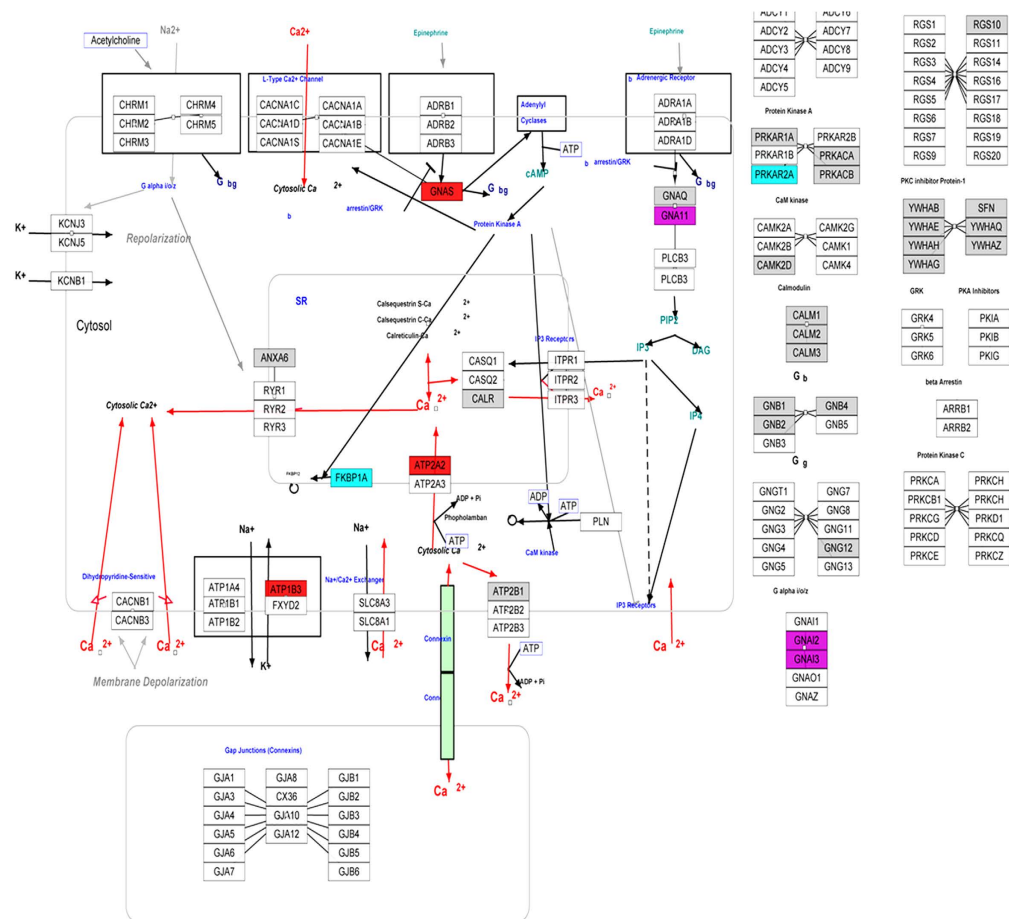 Na2+
Acetylcholine
Ca2+
Epinephrine
Epinephrine
L-Type Ca2+ Channel
b Adrenergic Receptor
Adenylyl
Cyclases
CHRM1
CHRM2
CHRM3
CHRM4
CHRM5
CACNA1C
CACNA1D
CACNA1S
CACNA1A
CACNA1B
CACNA1E
ADRB1
ADRB2
ADRB3
ADRA1A
ADRA1B
ADRA1D
ATP
cAMP
b arrestin/GRK
G bg
G alpha i/o/z
Cytosolic Ca 2+
b arrestin/GRK
GNAS
G bg
G bg
GNAQ
GNA11
Protein Kinase A
K+
KCNJ3
KCNJ5
Repolarization
K+
KCNB1
PLCB3
PLCB3
Cytosol
SR
Calsequestrin S-Ca 2+
Calsequestrin C-Ca 2+
Calreticulin-Ca 2+
PIP2
IP3
DAG
IP3 Receptors
ANXA6
RYR1
RYR2
RYR3
CASQ1
CASQ2
CALR
ITPR1
ITPR2
ITPR3
Ca 2+
Ca 2+
Cytosolic Ca2+
IP4
FKBP12
FKBP1A
ATP2A2
ATP2A3
ADP + Pi
Phopholamban
ATP
ADP
ATP
PLN
CaM kinase
Cytosolic Ca 2+
Na+
Na+
Dihydropyridine-Sensitive
CACNB1
CACNB3
ATP1A4
ATP1B1
ATP1B2
ATP1B3
FXYD2
Na+/Ca2+ Exchanger
SLC8A3
SLC8A1
Connexin
Conne
ATP2B1
ATP2B2
ATP2B3
ATP
ADP + Pi
IP3 Receptors
Ca 2+
Ca 2+
K+
Ca 2+
Ca 2+
Ca 2+
Membrane Depolarization
Gap Junctions (Connexins)
Ca 2+
GJA1
GJA3
GJA4
GJA5
GJA6
GJA7
GJA8
CX36
GJA10
GJA12
GJB1
GJB2
GJB3
GJB4
GJB5
GJB6
ADCY2
ADCY3
ADCY4
ADCY5
ADCY6
ADCY7
ADCY8
ADCY9
Protein Kinase A
PRKAR1A
PRKAR1B
PRKAR2A
PRKAR2B
PRKACA
PRKACB
CaM kinase
CAMK2A
CAMK2B
CAMK2D
CAMK2G
CAMK1
CAMK4
Calmodulin
CALM1
CALM2
CALM3
G b
GNB1
GNB2
GNB3
GNB4
GNB5
G g
GNGT1
GNG2
GNG3
GNG4
GNG5
GNG7
GNG8
GNG11
GNG12
GNG13
G alpha i/o/z
GNAI1
GNAI2
GNAI3
GNAO1
GNAZ
RGS1
RGS2
RGS3
RGS4
RGS5
RGS6
RGS7
RGS9
RGS10
RGS11
RGS14
RGS16
RGS17
RGS18
RGS19
RGS20
PKC inhibitor Protein-1
YWHAB
YWHAE
YWHAH
YWHAG
SFN
YWHAQ
YWHAZ
GRK
GRK4
GRK5
GRK6
PKA Inhibitors
PKIA
PKIB
PKIG
beta Arrestin
ARRB1
ARRB2
Protein Kinase C
PRKCA
PRKCB1
PRKCG
PRKCD
PRKCE
PRKCH
PRKCH
PRKD1
PRKCQ
PRKCZ